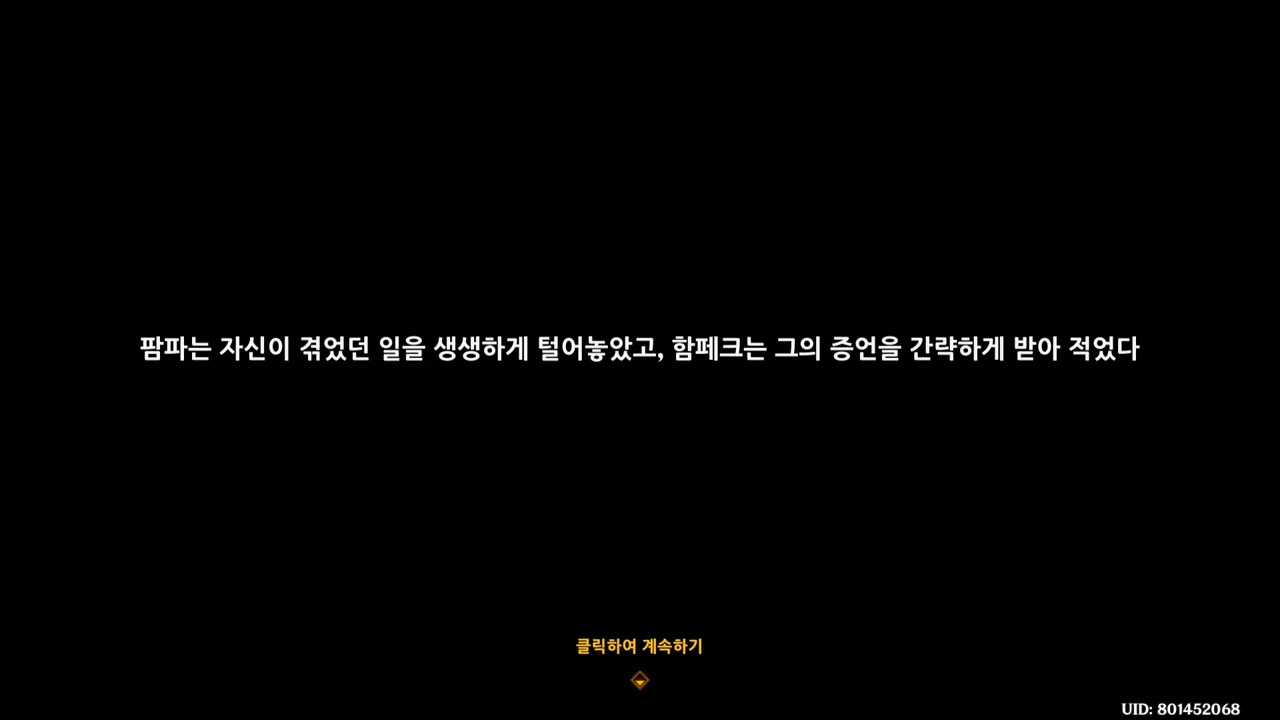 팜파는 자신이 겪었던 일을 생생하게 털어놓았고, 함페크는 그의 증언을 간략하게 받아 적었다
클릭하여 계속하기
UID: 801452068